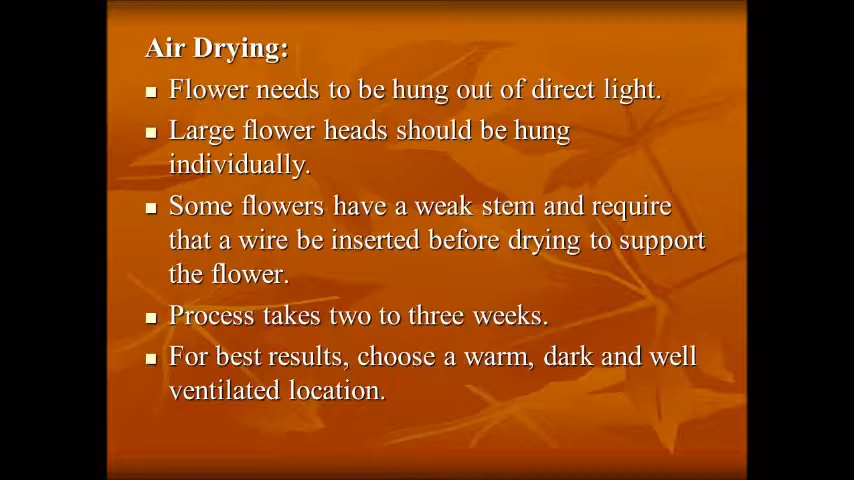 Air Drying:
Flower needs to be hung out of direct light.
Large flower heads should be hung
individually.
Some flowers have a weak stem and require
that a wire be inserted before drying to support
the flower.
Process takes two to three weeks.
For best results, choose a warm, dark and well
ventilated location.